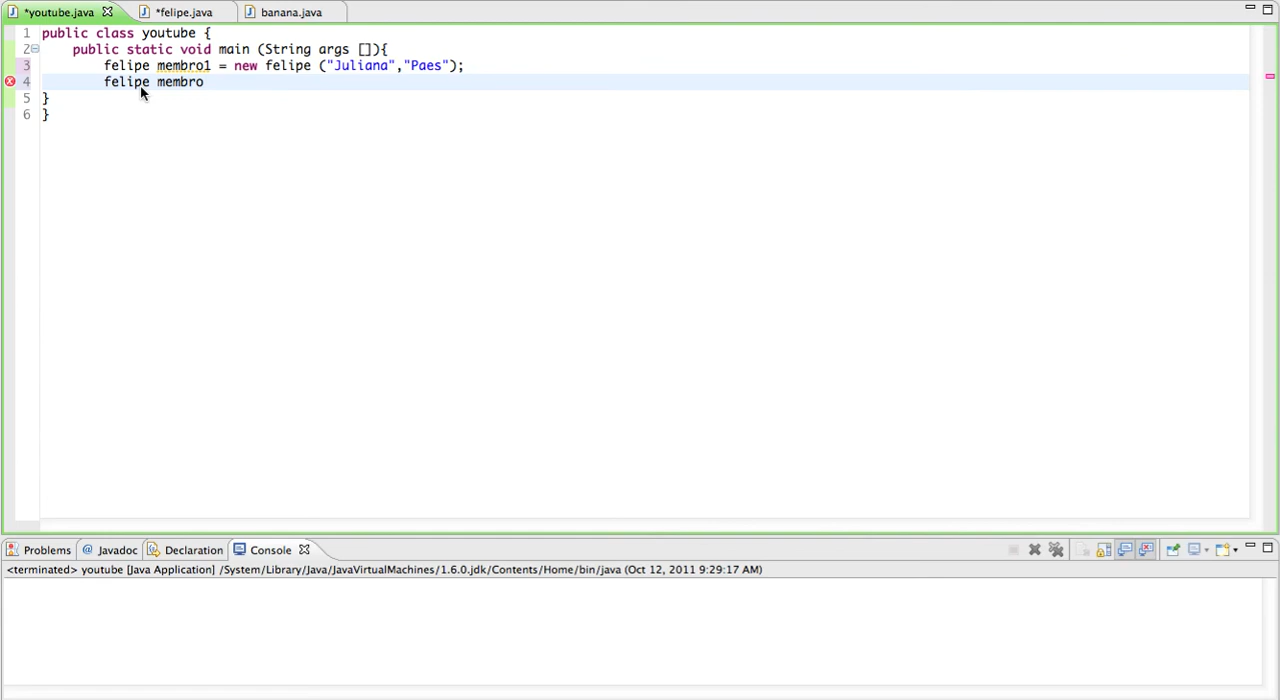 *youtube.java
*felipe.java
banana.java
1 public class youtube {
2 public static void main (String args []){
3 felipe membro1 = new felipe ("Juliana","Paes");
4 felipe membro
5 }
6 }
Problems @ Javadoc Declaration Console
<terminated> youtube [Java Application] /System/Library/Java/JavaVirtualMachines/1.6.0.jdk/Contents/Home/bin/java (Oct 12, 2011 9:29:17 AM)